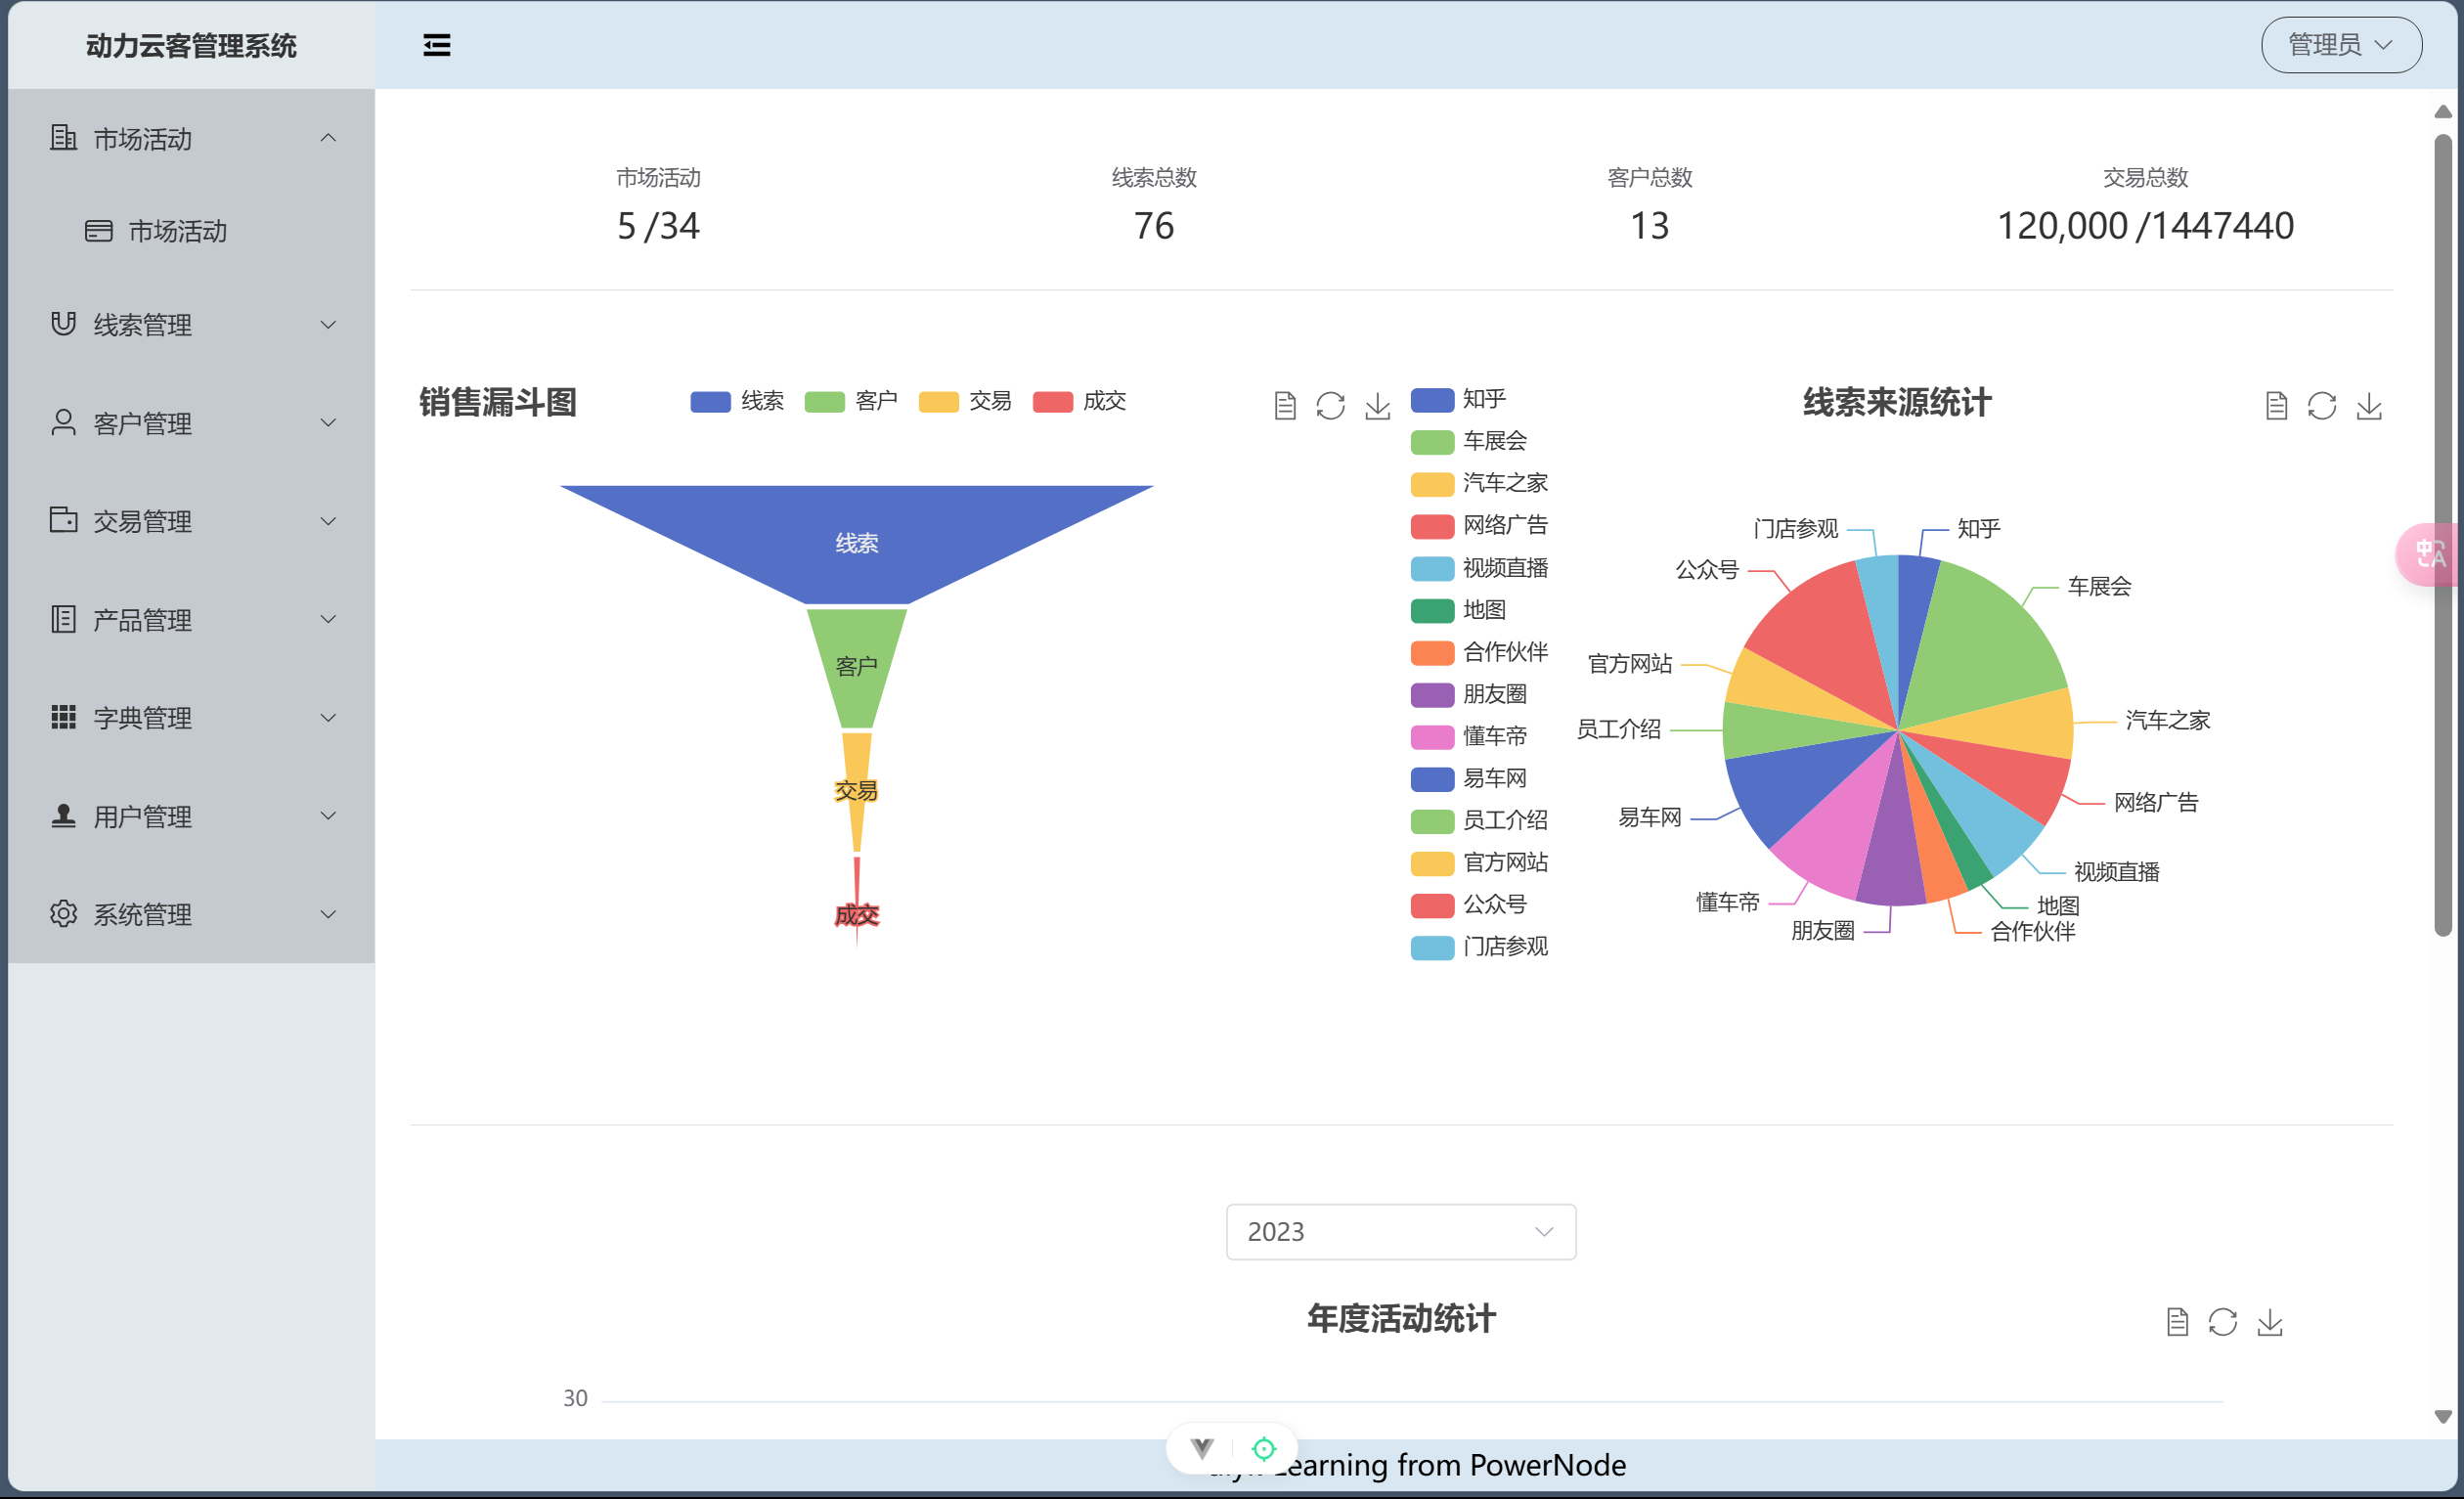 动力云客管理系统
管理员
市场活动
市场活动
线索管理
客户管理
交易管理
产品管理
字典管理
用户管理
系统管理
市场活动
5 /34
线索总数
76
客户总数
13
交易总数
120,000 /1447440
销售漏斗图
线索 客户 交易 成交
线索
客户
交易
成交
知乎
车展会
汽车之家
网络广告
视频直播
地图
合作伙伴
朋友圈
懂车帝
易车网
员工介绍
官方网站
公众号
门店参观
线索来源统计
门店参观
知乎
公众号
车展会
官方网站
汽车之家
员工介绍
网络广告
易车网
视频直播
懂车帝
地图
朋友圈
合作伙伴
中A
2023
年度活动统计
30
from PowerNode